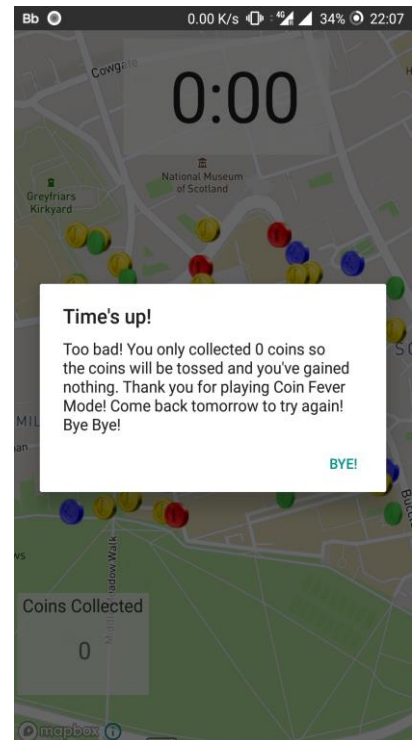 Bb 0.00 K/s 4G 34% 22:07
Cowgate
0:00
National Museum
of Scotland
Greyfriars
Kirkyard
Time's up!
Too bad! You only collected 0 coins so
the coins will be tossed and you've gained
nothing. Thank you for playing Coin Fever
Mode! Come back tomorrow to try again!
Bye Bye!
BYE!
Coins Collected
0
mapbox